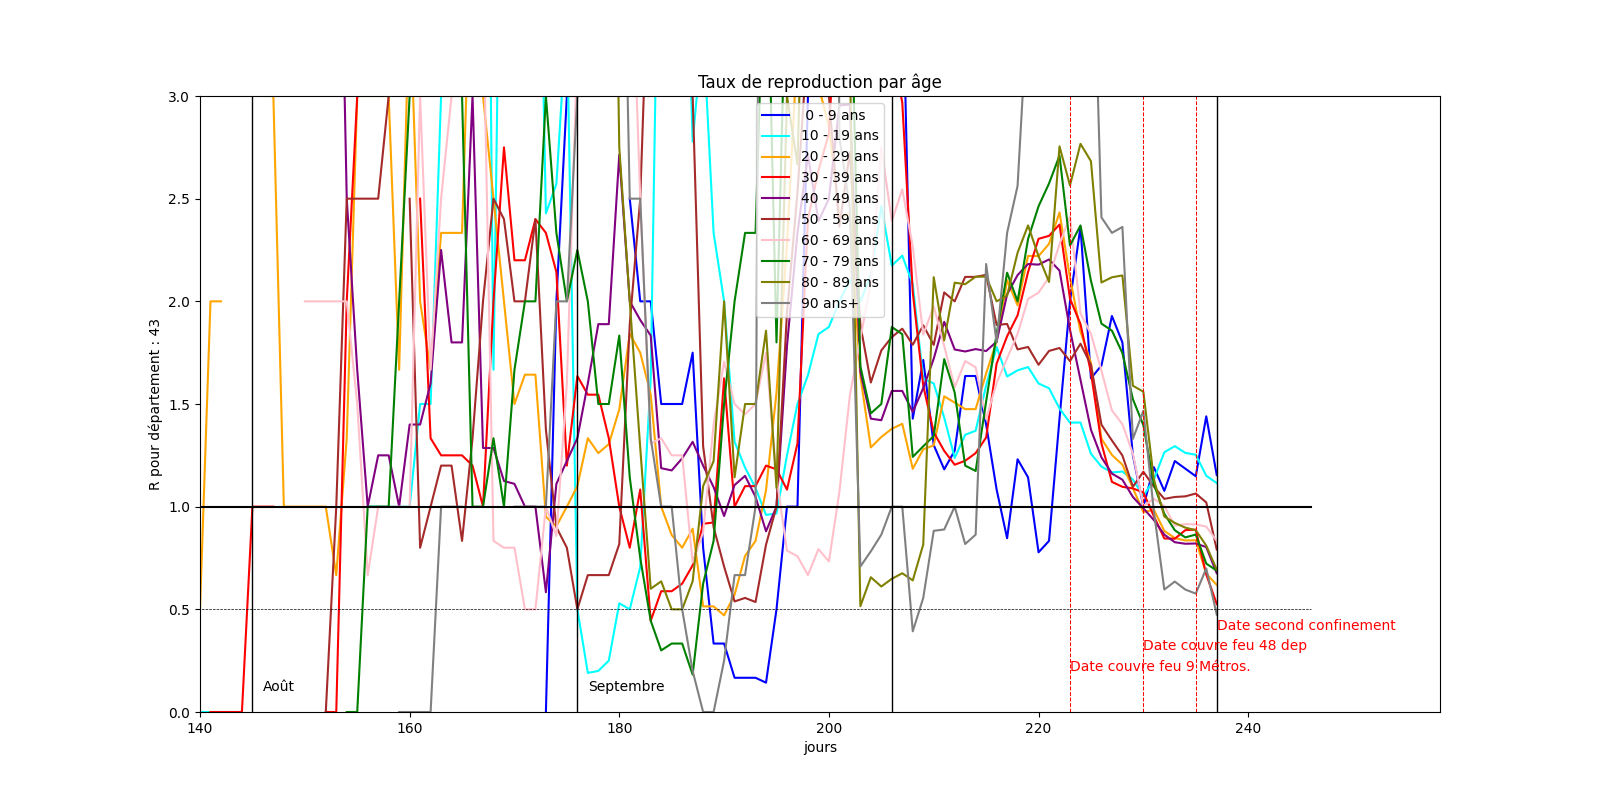 Taux de reproduction par âge
R pour département : 43
3.0
2.5
2.0
1.5
1.0
0.5
0.0
0 - 9 ans
10 - 19 ans
20 - 29 ans
30 - 39 ans
40 - 49 ans
50 - 59 ans
60 - 69 ans
70 - 79 ans
80 - 89 ans
90 ans+
Date second confinement
Date couvre feu 48 dep
Date couvre feu 9 Métros.
Août
Septembre
140 160 180 200 220 240
jours